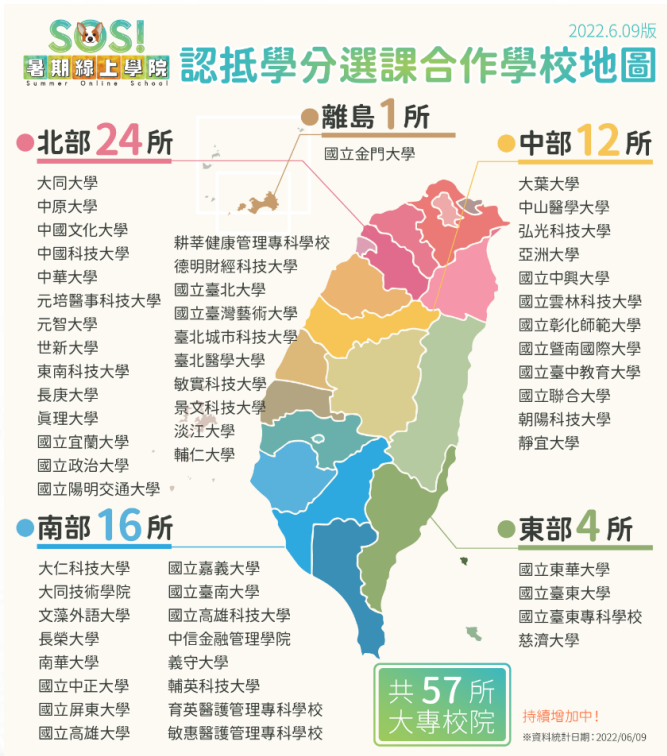 SOS!
暑期線上學院
Summer Online School
2022.6.09版
認抵學分選課合作學校地圖
離島1所
國立金門大學
北部24所
大同大學
中原大學
中國文化大學
中國科技大學
中華大學
元培醫事科技大學
元智大學
世新大學
東南科技大學
長庚大學
真理大學
國立宜蘭大學
國立政治大學
國立陽明交通大學
耕莘健康管理專科學校
德明財經科技大學
國立臺北大學
國立臺灣藝術大學
臺北城市科技大學
臺北醫學大學
敏實科技大學
景文科技大學
淡江大學
輔仁大學
中部12所
大葉大學
中山醫學大學
弘光科技大學
亞洲大學
國立中興大學
國立雲林科技大學
國立彰化師範大學
國立暨南國際大學
國立臺中教育大學
國立聯合大學
朝陽科技大學
靜宜大學
南部16所
大仁科技大學
大同技術學院
文藻外語大學
長榮大學
南華大學
國立中正大學
國立屏東大學
國立高雄大學
國立嘉義大學
國立臺南大學
國立高雄科技大學
中信金融管理學院
義守大學
輔英科技大學
育英醫護管理專科學校
敏惠醫護管理專科學校
東部4所
國立東華大學
國立臺東大學
國立臺東專科學校
慈濟大學
共57所
大專校院
持續增加中!
※資料統計日期：2022/06/09